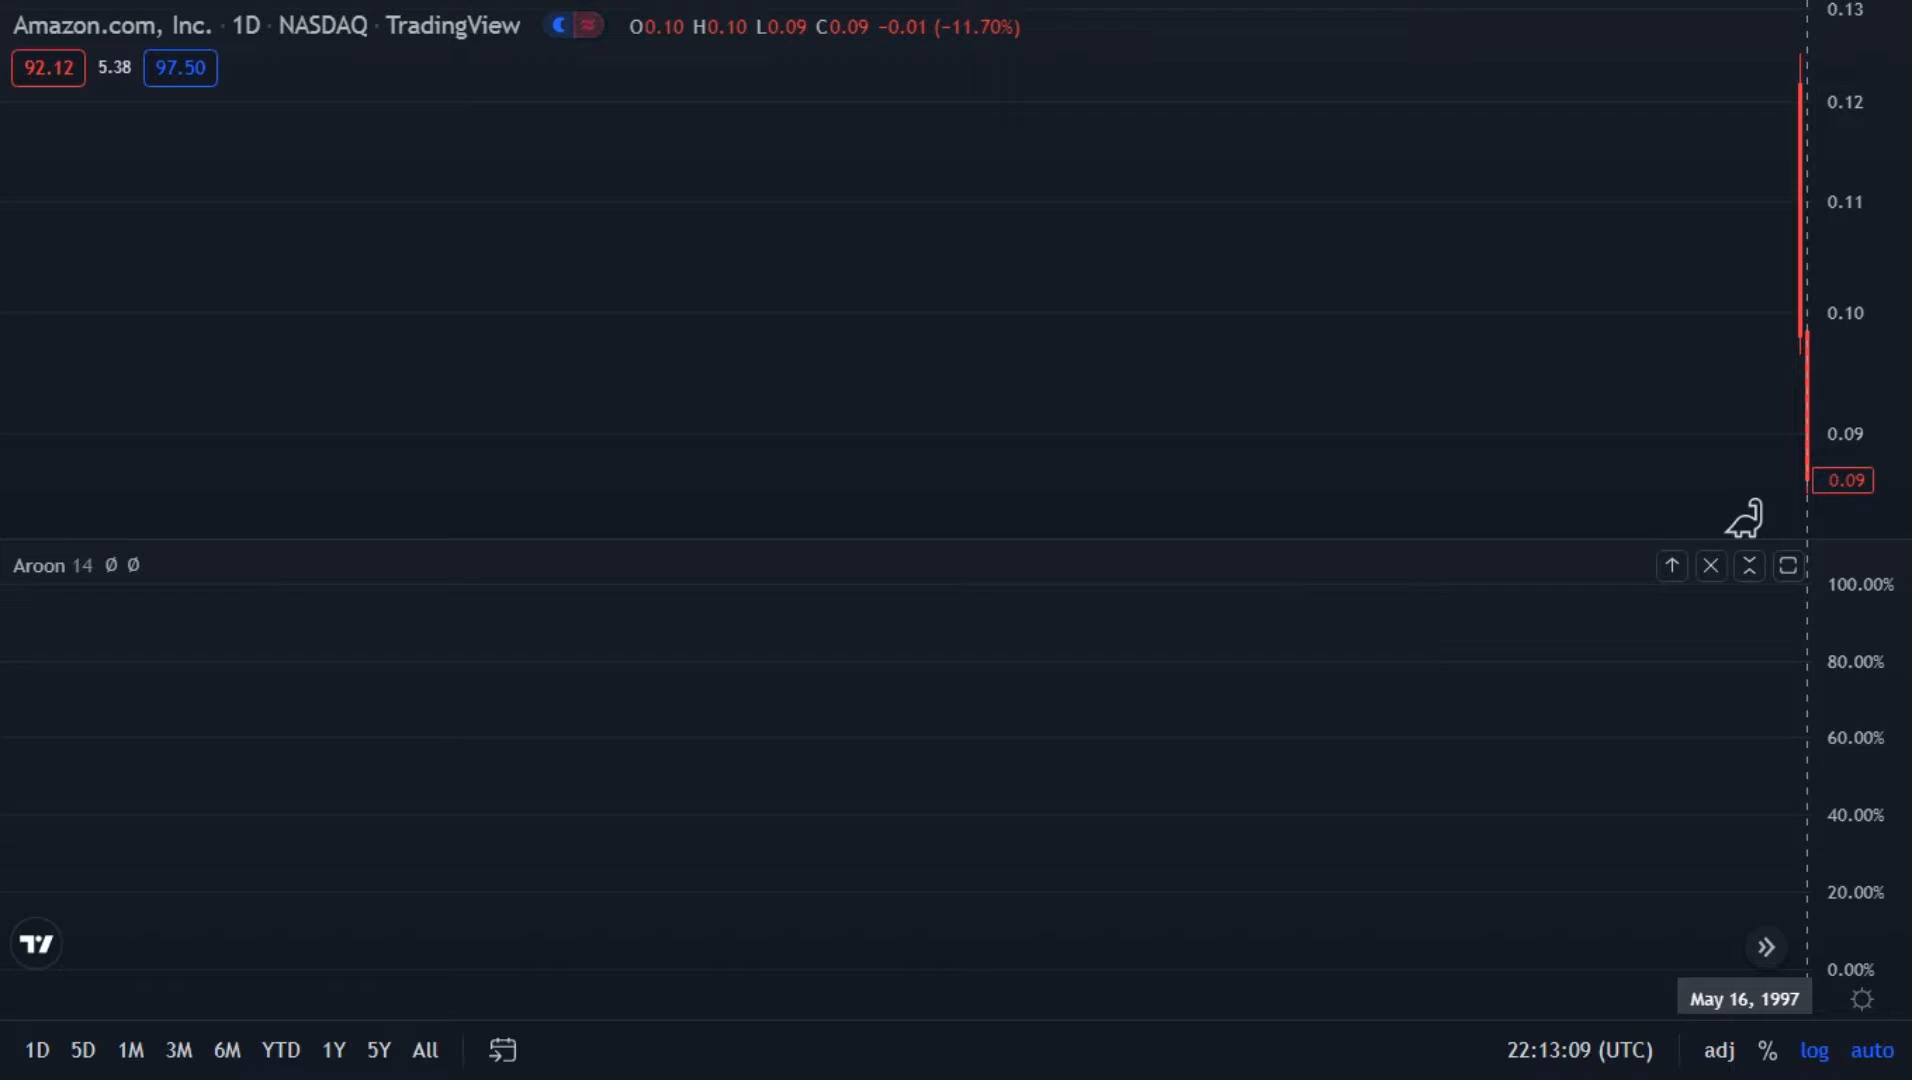 Amazon.com, Inc. · 1D · NASDAQ · TradingView O0.10 H0.10 L0.09 C0.09 −0.01 (−11.70%)
92.12 5.38 97.50
0.13
0.12
0.11
0.10
0.09
0.09
Aroon 14 Ø Ø
100.00%
80.00%
60.00%
40.00%
20.00%
0.00%
May 16, 1997
1D 5D 1M 3M 6M YTD 1Y 5Y All 22:13:09 (UTC) adj % log auto